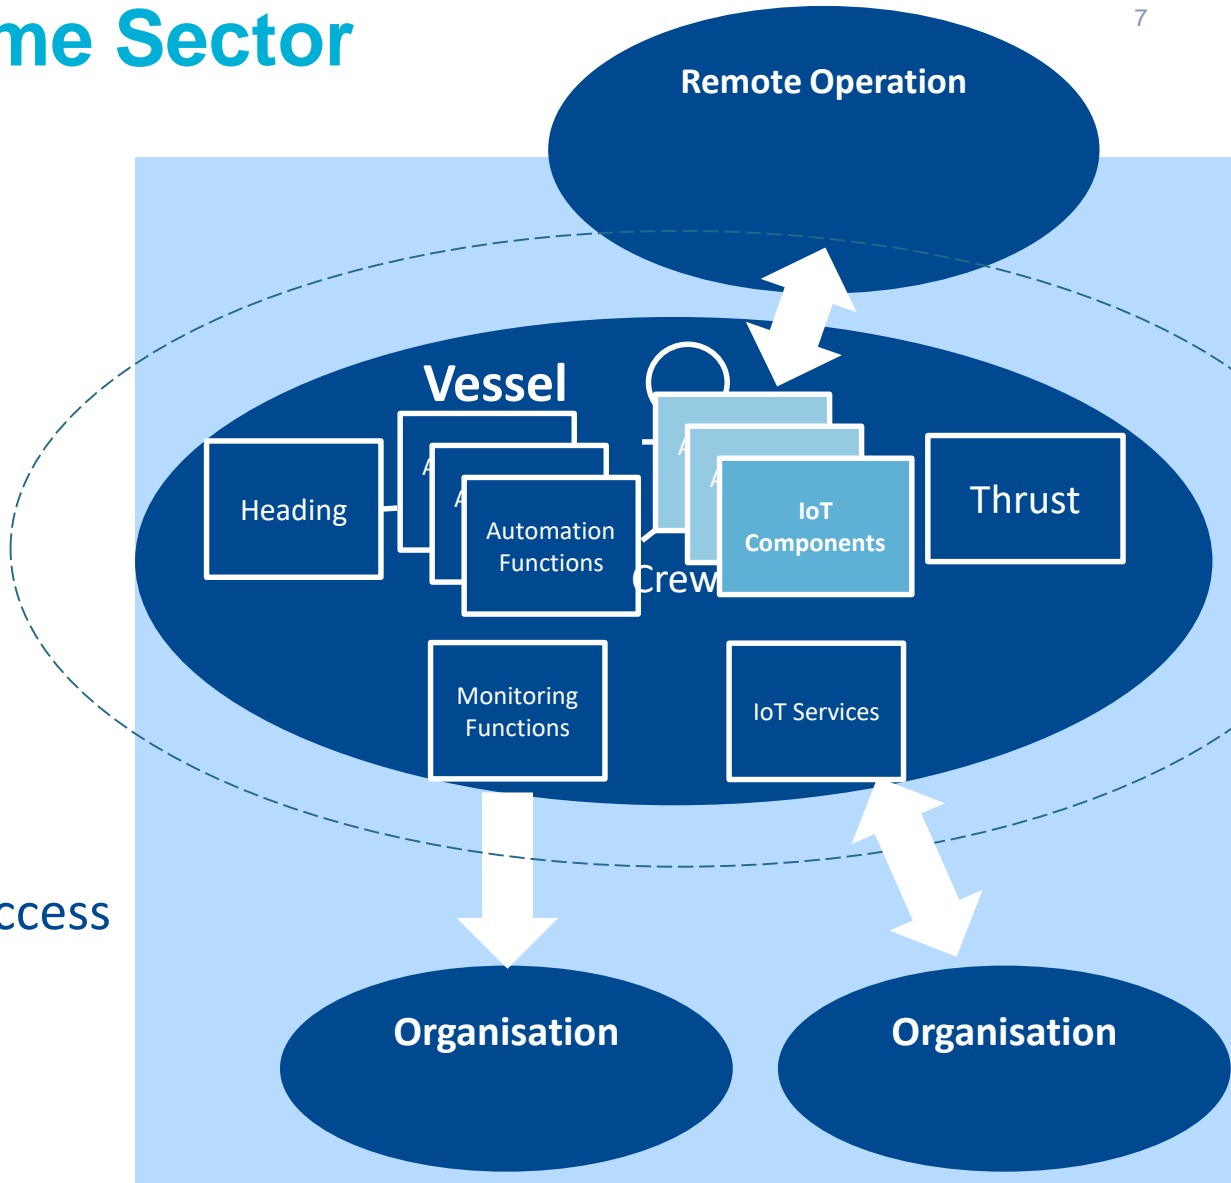 me Sector
7
Remote Operation
Vessel
Heading
A
A
Automation
Functions
A
A
IoT
Components
Thrust
Crew
Monitoring
Functions
IoT Services
ccess
Organisation
Organisation